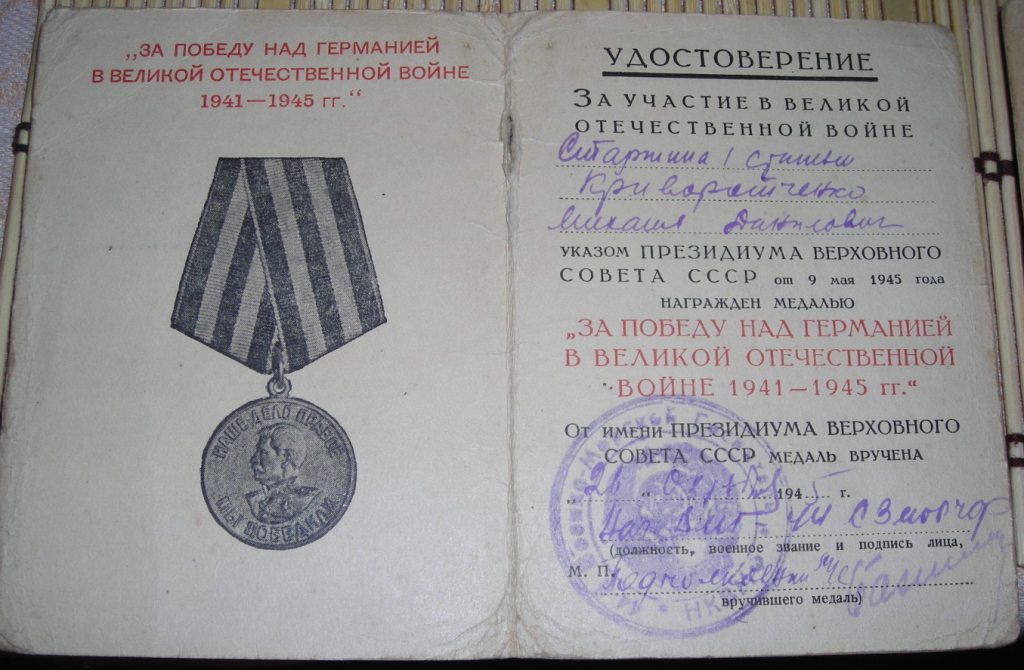 „ЗА ПОБЕДУ НАД ГЕРМАНИЕЙ
В ВЕЛИКОЙ ОТЕЧЕСТВЕННОЙ ВОЙНЕ
1941—1945 гг.“
НАШЕ ДЕЛО ПРАВОЕ
МЫ ПОБЕДИЛИ
УДОСТОВЕРЕНИЕ
ЗА УЧАСТИЕ В ВЕЛИКОЙ
ОТЕЧЕСТВЕННОЙ ВОЙНЕ
Старшина 1 статьи
Михаил Данилович
УКАЗОМ ПРЕЗИДИУМА ВЕРХОВНОГО
СОВЕТА СССР от 9 мая 1945 года
НАГРАЖДЕН МЕДАЛЬЮ
„ЗА ПОБЕДУ НАД ГЕРМАНИЕЙ
В ВЕЛИКОЙ ОТЕЧЕСТВЕННОЙ
ВОЙНЕ 1941—1945 гг.“
ОТ ИМЕНИ ПРЕЗИДИУМА ВЕРХОВНОГО
СОВЕТА СССР МЕДАЛЬ ВРУЧЕНА
„26“ октября 1945 г.
(должность, военное звание и подпись лица,
М. П.
вручившего медаль)